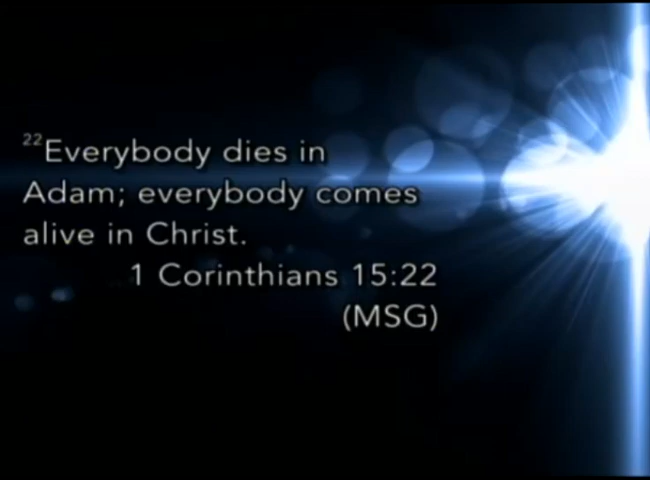 22Everybody dies in
Adam; everybody comes
alive in Christ.
1 Corinthians 15:22
(MSG)